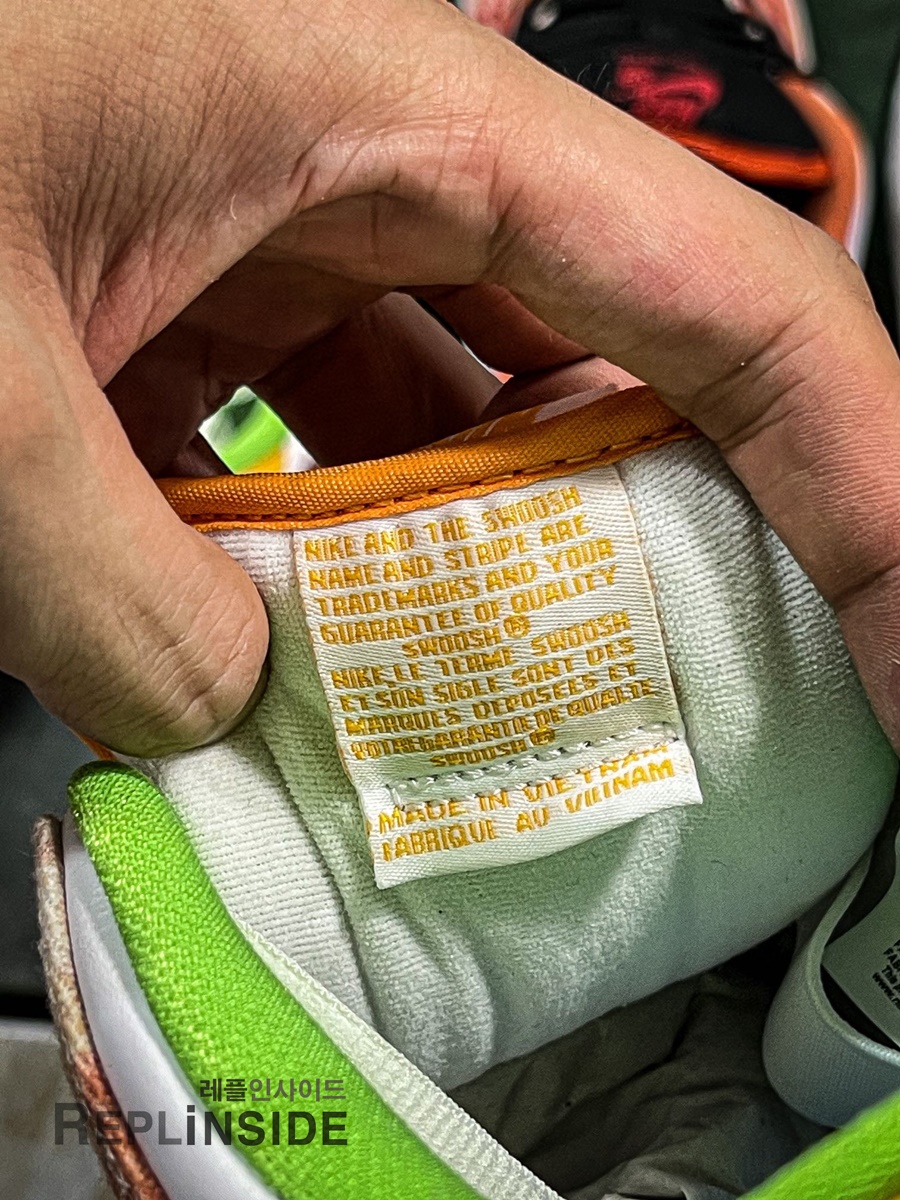 NIKE AND THE SWOOSH
NAME AND STRIPE ARE
TRADEMARKS AND YOUR
GUARANTEE OF QUALITY
SWOOSH ®
NIKE, LE TERME SWOOSH
ET SON SIGLE SONT DES
MARQUES DEPOSEES ET
VOTRE GARANTIE DE QUALITE
SWOOSH ®
MADE IN VIETNAM
FABRIQUE AU VIETNAM
레플인사이드
REPLINSIDE